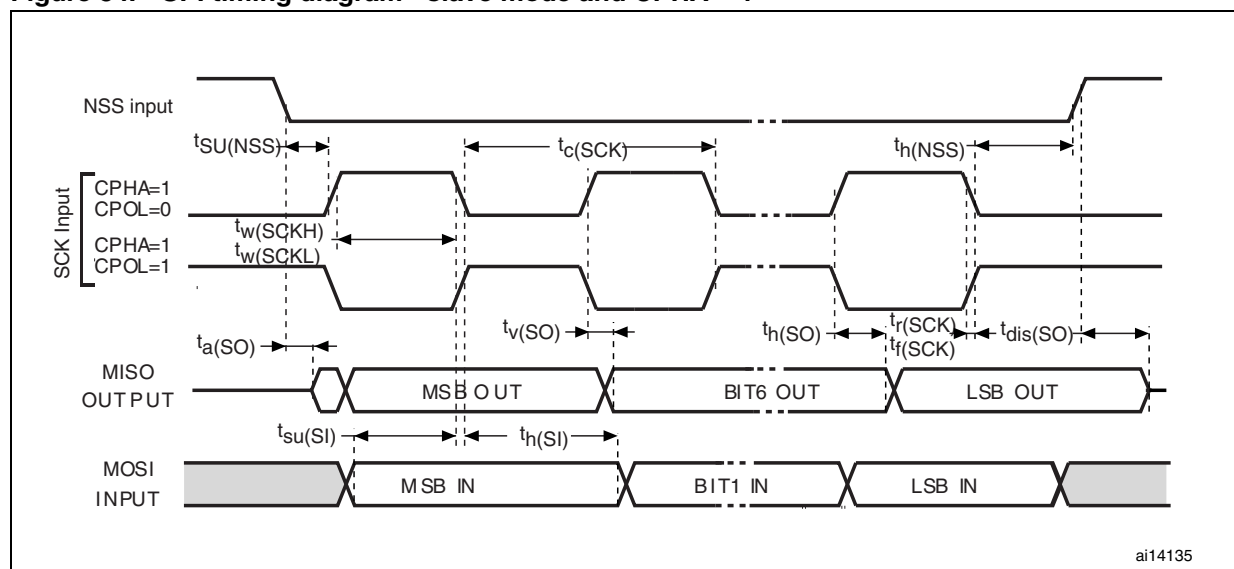 NSS input
tSU(NSS)
tc(SCK)
th(NSS)
SCK Input
CPHA=1
CPOL=0
CPHA=1
CPOL=1
tw(SCKH)
tw(SCKL)
ta(SO)
tv(SO)
th(SO)
tr(SCK)
tf(SCK)
tdis(SO)
MISO
OUTPUT
MSB OUT
BIT6 OUT
LSB OUT
tsu(SI)
th(SI)
MOSI
INPUT
MSB IN
BIT1 IN
LSB IN
ai14135